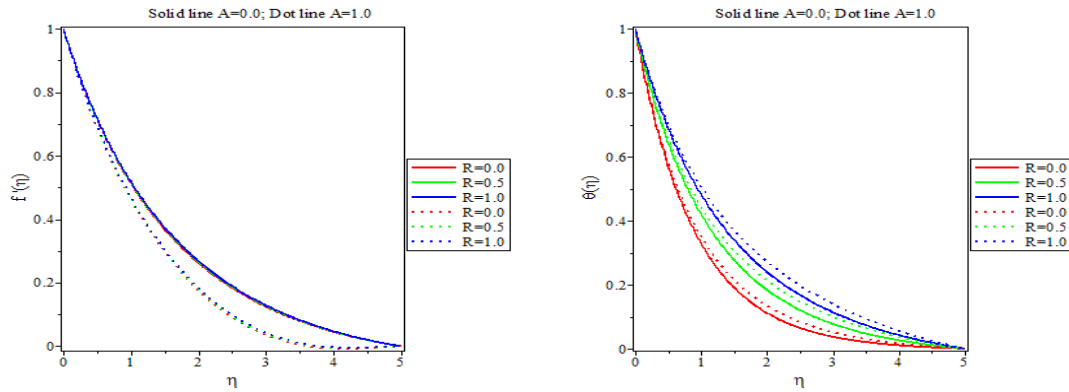 Solid line A=0.0; Dot line A=1.0
1
0.8
0.6
0.4
0.2
0
0 1 2 3 4 5
f'(η)
η
R=0.0
R=0.5
R=1.0
R=0.0
R=0.5
R=1.0
Solid line A=0.0; Dot line A=1.0
1
0.8
0.6
0.4
0.2
0
0 1 2 3 4 5
θ(η)
η
R=0.0
R=0.5
R=1.0
R=0.0
R=0.5
R=1.0